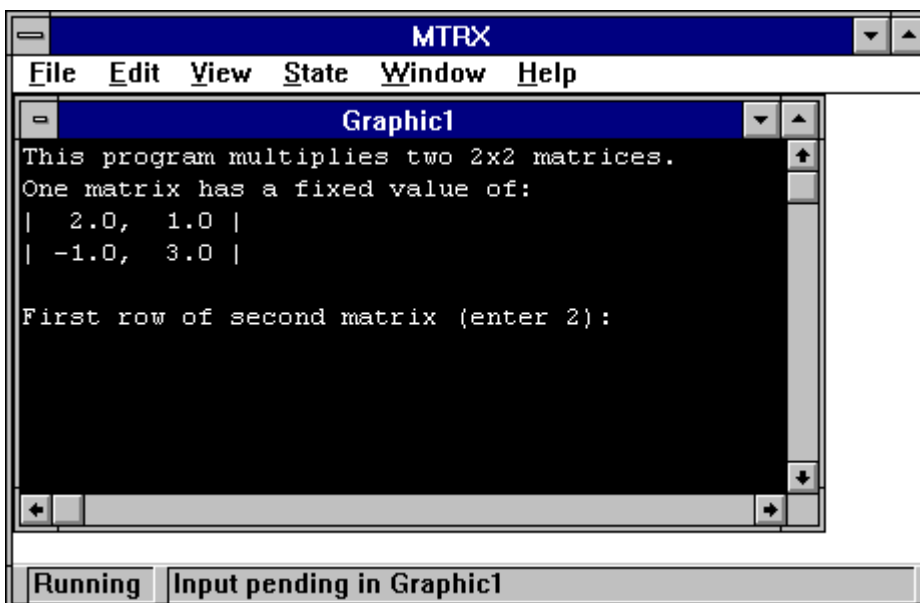 MTRX
File Edit View State Window Help
Graphic1
This program multiplies two 2x2 matrices.
One matrix has a fixed value of:
|  2.0,  1.0 |
| -1.0,  3.0 |
First row of second matrix (enter 2):
Running Input pending in Graphic1